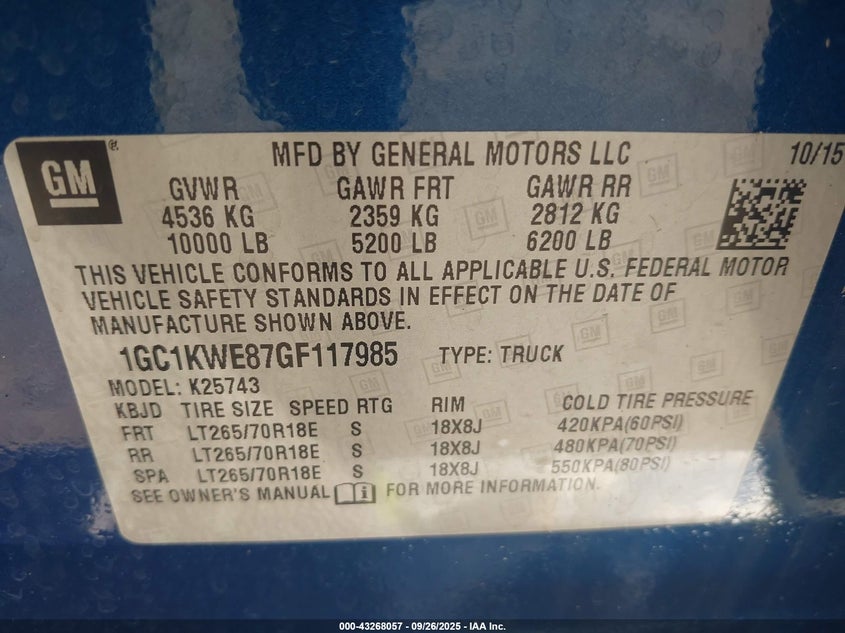 GM
MFD BY GENERAL MOTORS LLC 10/15
GVWR GAWR FRT GAWR RR
4536 KG 2359 KG 2812 KG
10000 LB 5200 LB 6200 LB
THIS VEHICLE CONFORMS TO ALL APPLICABLE U.S. FEDERAL MOTOR
VEHICLE SAFETY STANDARDS IN EFFECT ON THE DATE OF
MANUFACTURE SHOWN ABOVE.
1GC1KWE87GF117985 TYPE: TRUCK
MODEL: K25743
KBJD TIRE SIZE SPEED RTG RIM COLD TIRE PRESSURE
FRT LT265/70R18E S 18X8J 420KPA(60PSI)
RR LT265/70R18E S 18X8J 480KPA(70PSI)
SPA LT265/70R18E S 18X8J 550KPA(80PSI)
SEE OWNER'S MANUAL FOR MORE INFORMATION.
000-43268057 - 09/26/2025 - IAA Inc.